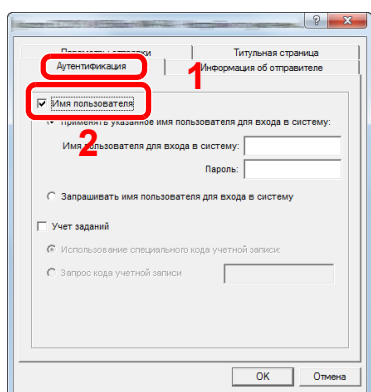 Параметры отправки
Титульная страница
Аутентификация
Информация об отправителе
1
Имя пользователя
2
Применять указанное имя пользователя для входа в систему:
Имя пользователя для входа в систему:
Пароль:
Запрашивать имя пользователя для входа в систему
Учет заданий
Использование специального кода учетной записи:
Запрос кода учетной записи
OK
Отмена